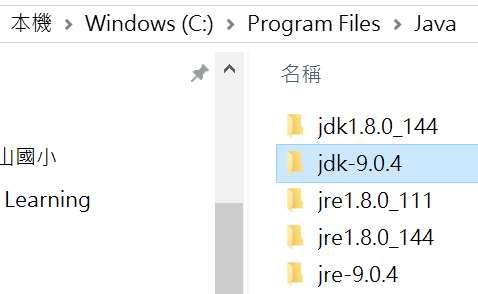 本機 > Windows (C:) > Program Files > Java
名稱
jdk1.8.0_144
山國小
jdk-9.0.4
Learning
jre1.8.0_111
jre1.8.0_144
jre-9.0.4